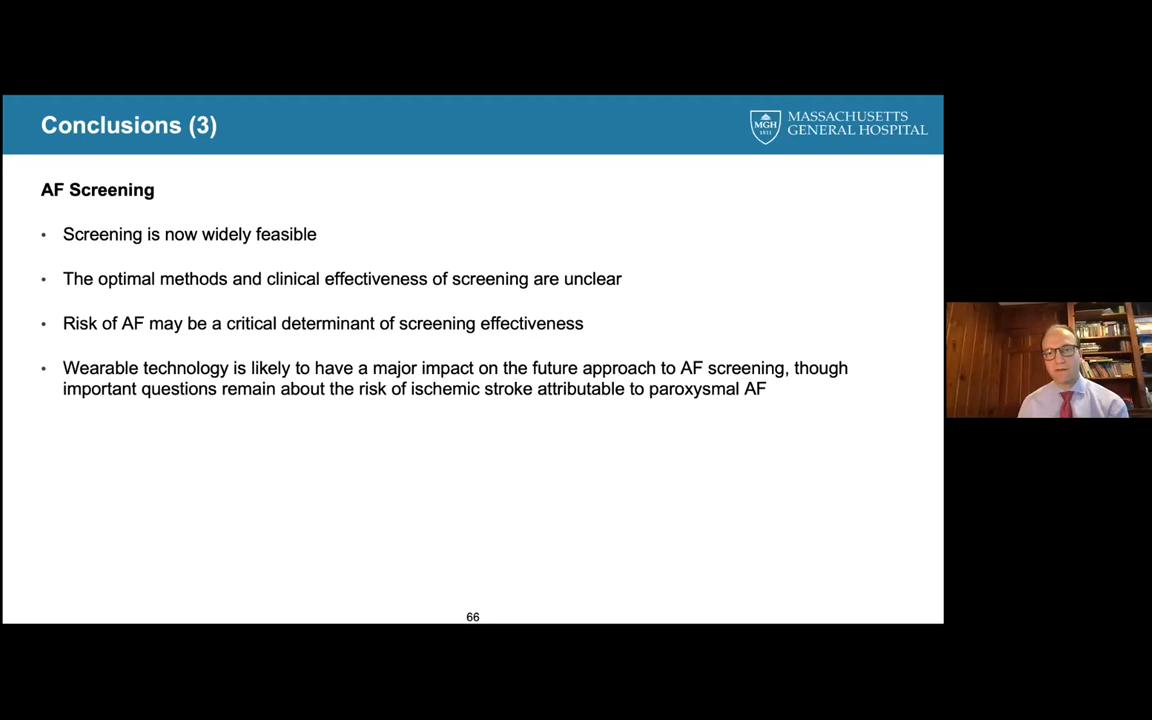 Conclusions (3)
MGH
1811
MASSACHUSETTS
GENERAL HOSPITAL
AF Screening
• Screening is now widely feasible
• The optimal methods and clinical effectiveness of screening are unclear
• Risk of AF may be a critical determinant of screening effectiveness
• Wearable technology is likely to have a major impact on the future approach to AF screening, though
important questions remain about the risk of ischemic stroke attributable to paroxysmal AF
66